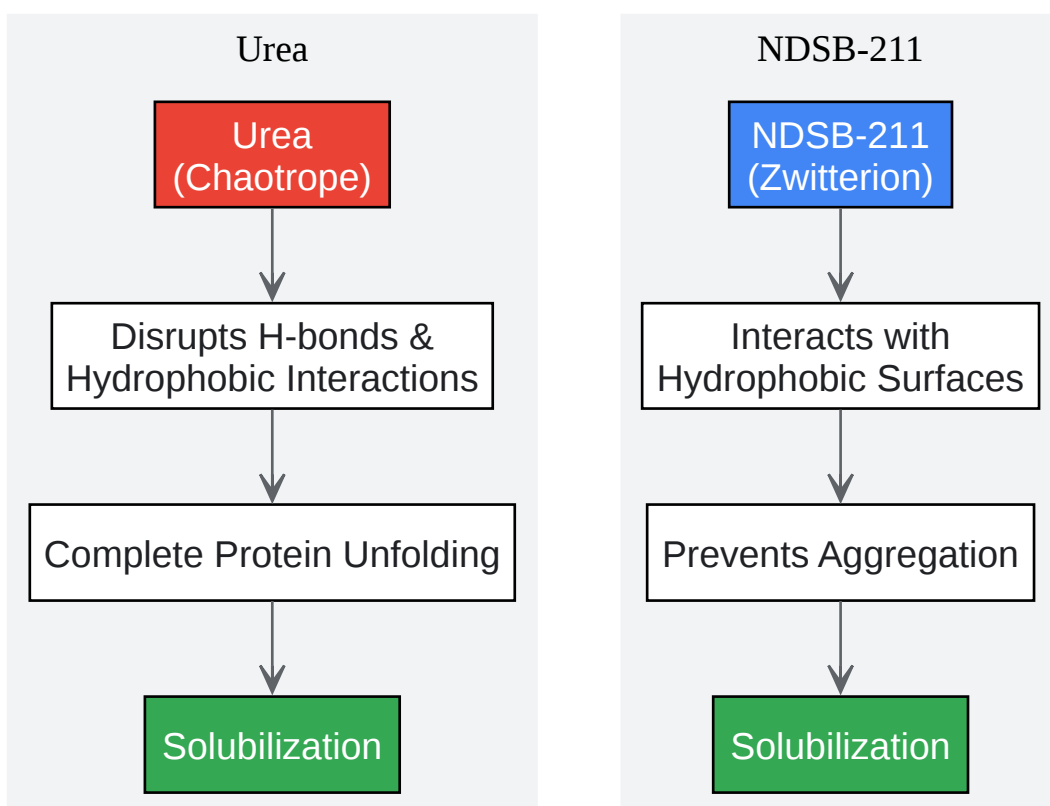 Urea
Urea
(Chaotrope)
Disrupts H-bonds &
Hydrophobic Interactions
Complete Protein Unfolding
Solubilization
NDSB-211
NDSB-211
(Zwitterion)
Interacts with
Hydrophobic Surfaces
Prevents Aggregation
Solubilization